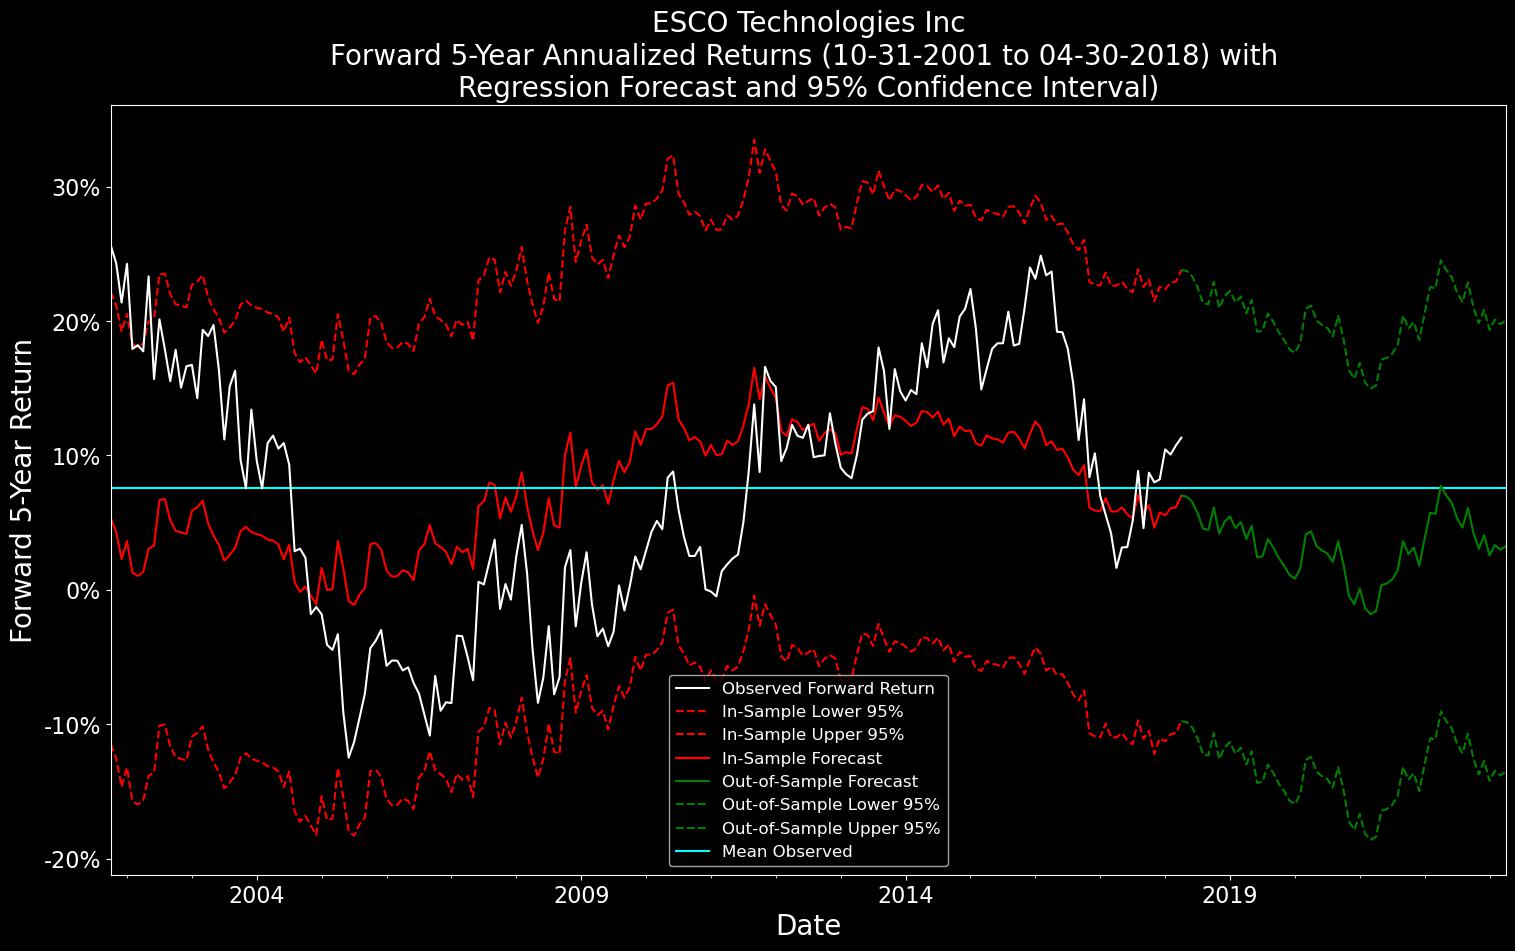 ESCO Technologies Inc
Forward 5-Year Annualized Returns (10-31-2001 to 04-30-2018) with
Regression Forecast and 95% Confidence Interval)
Forward 5-Year Return
30%
20%
10%
0%
-10%
-20%
Observed Forward Return
In-Sample Lower 95%
In-Sample Upper 95%
In-Sample Forecast
Out-of-Sample Forecast
Out-of-Sample Lower 95%
Out-of-Sample Upper 95%
Mean Observed
2004 2009 2014 2019
Date